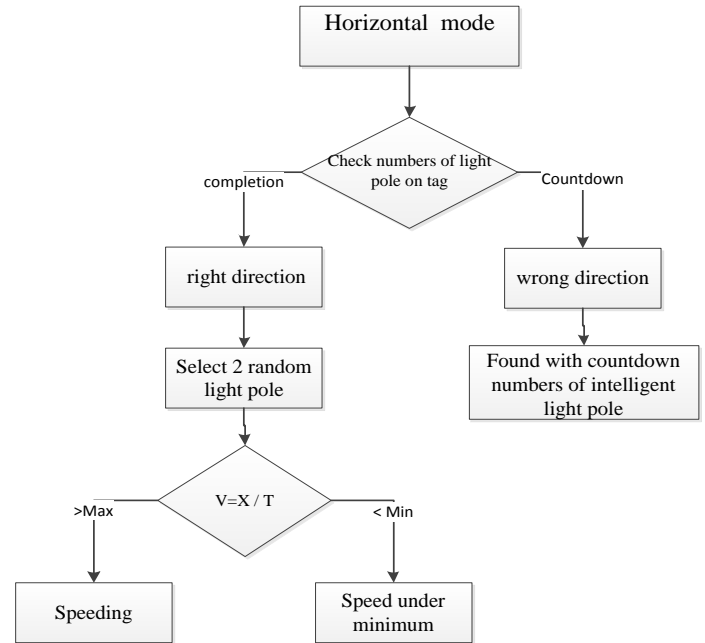 Horizontal mode
Check numbers of light
pole on tag
completion
Countdown
right direction
wrong direction
Select 2 random
light pole
Found with countdown
numbers of intelligent
light pole
V=X / T
>Max
< Min
Speeding
Speed under
minimum